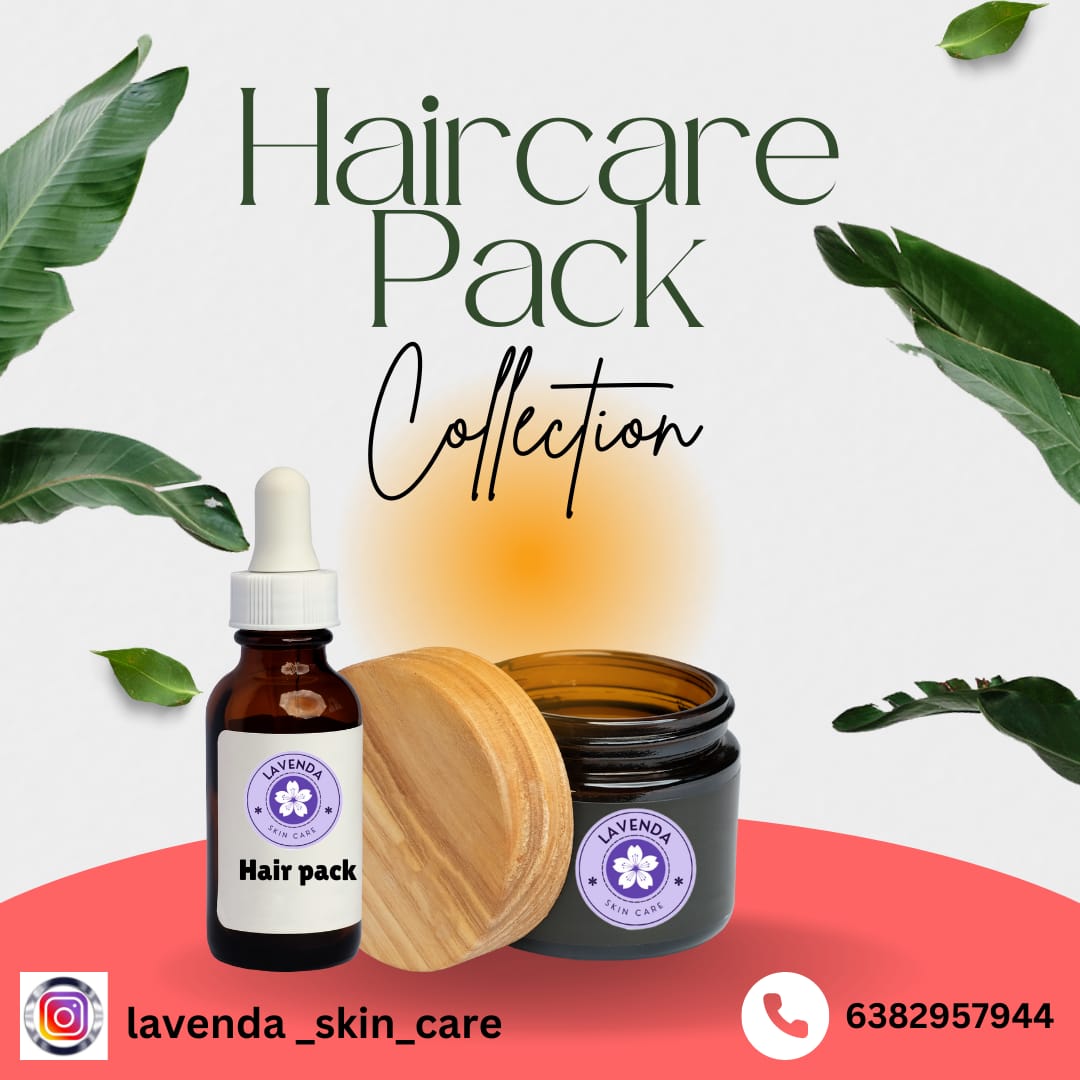 Haircare
Pack
Collection
LAVENDA
SKIN CARE
Hair pack
LAVENDA
SKIN CARE
lavenda _skin_care
6382957944